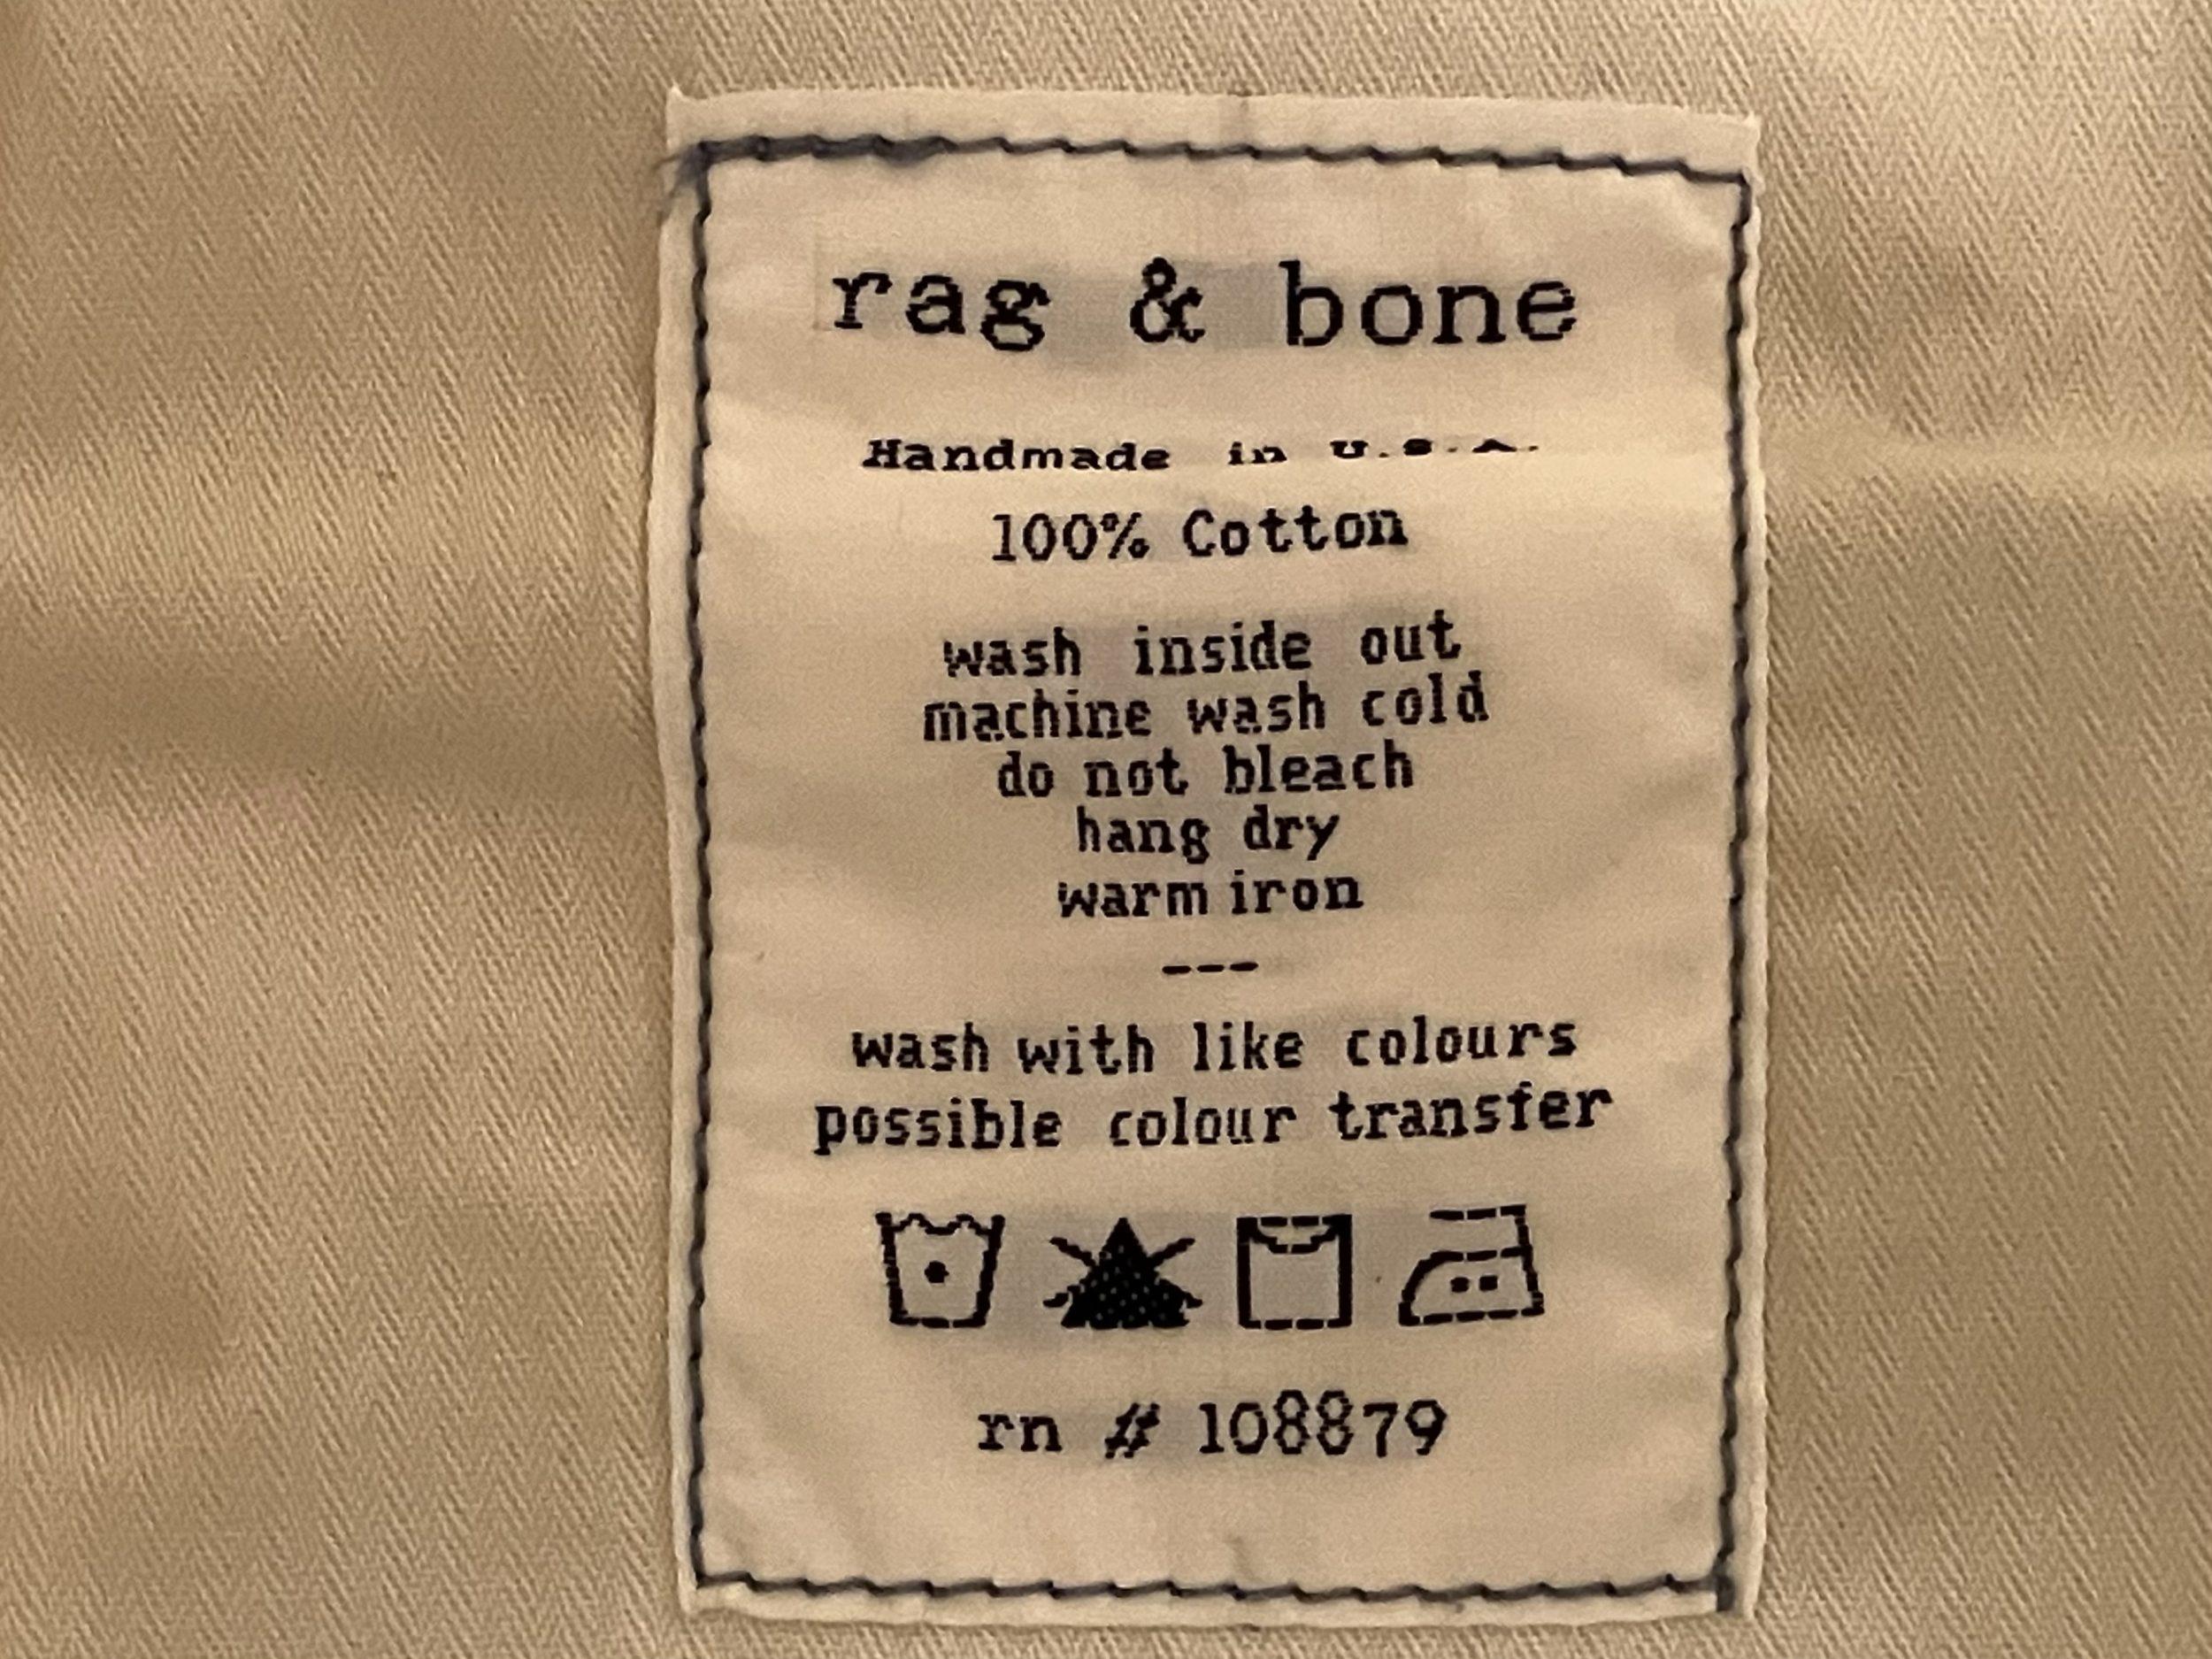 rag & bone
Handmade in U.S.A.
100% Cotton
wash inside out
machine wash cold
do not bleach
hang dry
warm iron
---
wash with like colours
possible colour transfer
rn # 108879